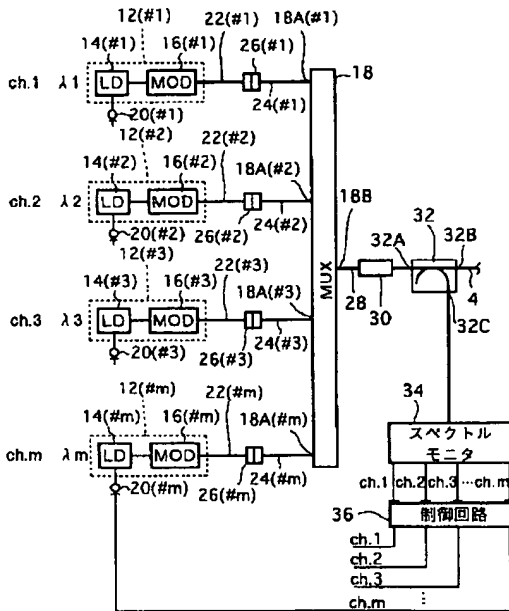 12(#1)
22(#1)
18A(#1)
14(#1)
16(#1)
26(#1)
18
ch.1
λ1
LD
MOD
24(#1)
20(#1)
12(#2)
22(#2)
14(#2)
16(#2)
18A(#2)
ch.2
λ2
LD
MOD
24(#2)
20(#2)
26(#2)
18B
32
32A
32B
12(#3)
MUX
28
30
4
32C
22(#3)
14(#3)
16(#3)
18A(#3)
ch.3
λ3
LD
MOD
24(#3)
20(#3)
26(#3)
12(#m)
22(#m)
14(#m)
16(#m)
18A(#m)
34
スペクトル
モニタ
ch.m
λm
LD
MOD
24(#m)
20(#m)
26(#m)
ch.1
ch.2
ch.3
…ch.m
36
制御回路
ch.1
ch.2
ch.3
⋮
ch.m